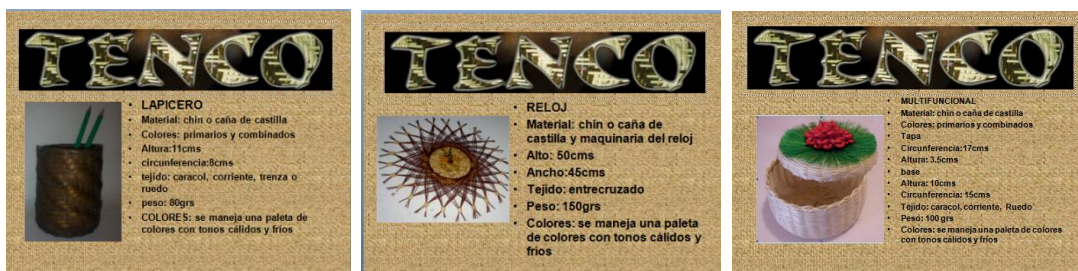 TENCO
• LAPICERO
• Material: chin o caña de castilla
• Colores: primarios y combinados
• Altura:11cms
• circunferencia:8cms
• tejido: caracol, corriente, trenza o
ruedo
• peso: 80grs
• COLORES: se maneja una paleta de
colores con tonos cálidos y fríos
TENCO
• RELOJ
• Material: chin o caña de
castilla y maquinaria del reloj
• Alto: 50cms
• Ancho:45cms
• Tejido: entrecruzado
• Peso: 150grs
• Colores: se maneja una paleta
de colores con tonos cálidos y
fríos
TENCO
• MULTIFUNCIONAL
• Material: chin o caña de castilla
• Colores: primarios y combinados
• Tapa
• Circunferencia:17cms
• Altura: 3.5cms
• base
• Altura: 10cms
• Circunferencia: 15cms
• Tejido: caracol, corriente, Ruedo
• Peso: 100 grs
• Colores: se maneja una paleta de colores
con tonos cálidos y fríos